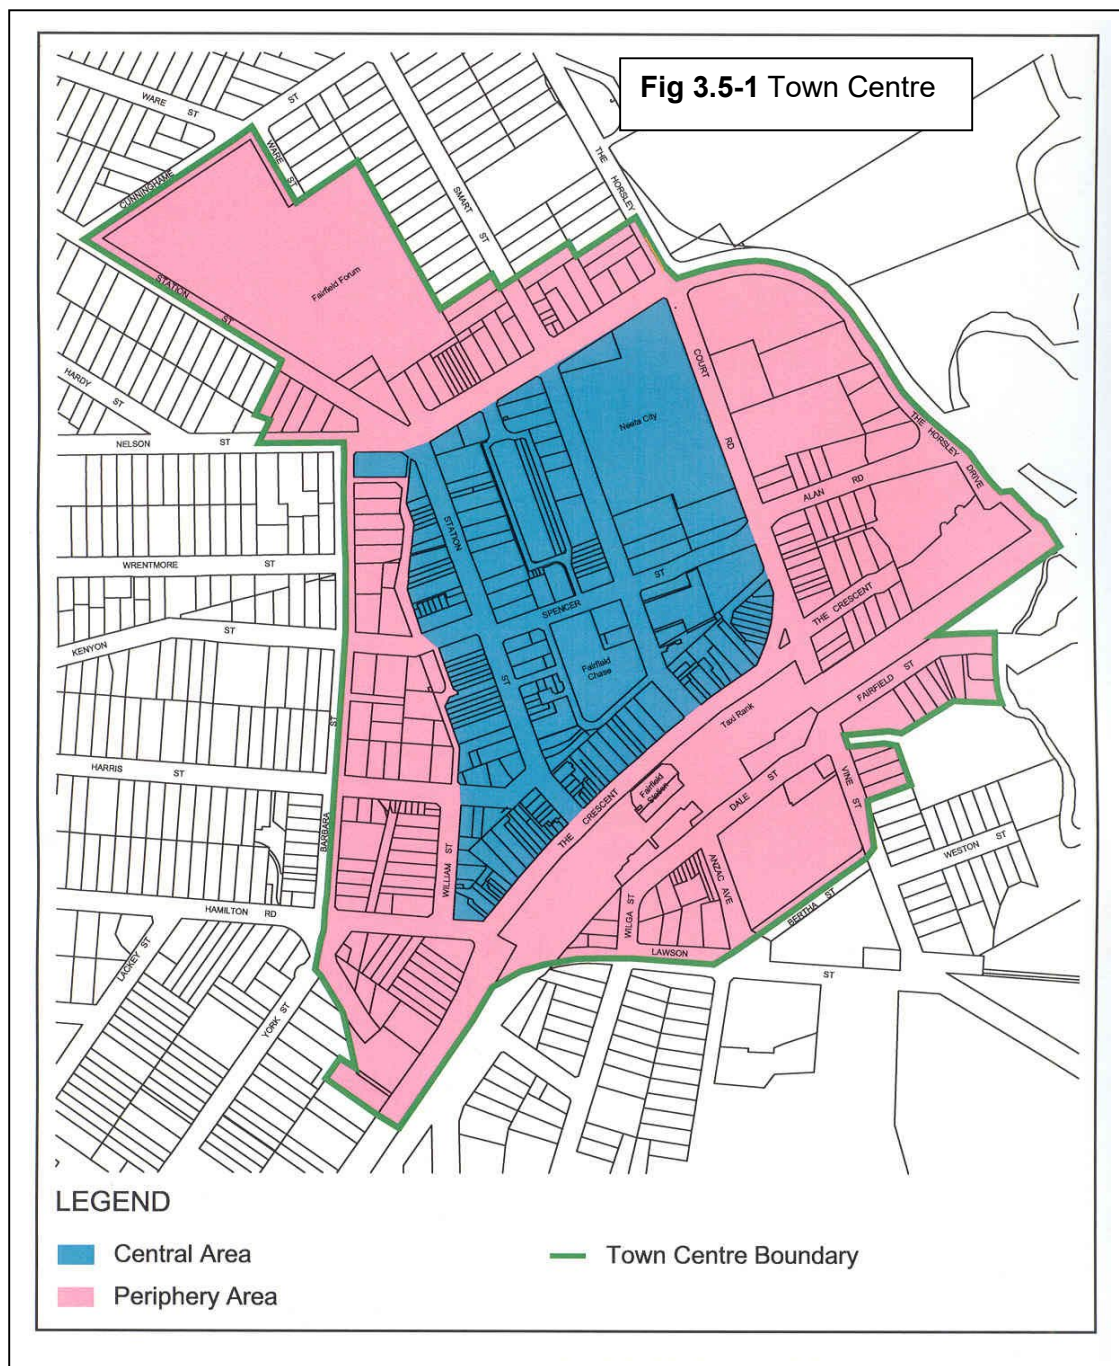 Fig 3.5-1 Town Centre
WARE ST
ST
WARE ST
CUNNINGHAME
SMART ST
THE HORSLEY
STATION ST
Fairfield Forum
HARDY ST
NELSON ST
COURT RD
Neeta City
THE HORSLEY DRIVE
ALAN RD
STATION ST
WRENTMORE ST
SPENCER ST
THE CRESCENT
KENYON ST
Fairfield
Chase
FAIRFIELD ST
Taxi Rank
HARRIS ST
Fairfield
Station
DALE ST
VINE ST
THE CRESCENT
BARBARA ST
WILLIAM ST
ANZAC AVE
WESTON ST
WILGA ST
BERTHA ST
HAMILTON RD
LACKEY ST
YORK ST
LAWSON ST
LEGEND
Central Area
Town Centre Boundary
Periphery Area